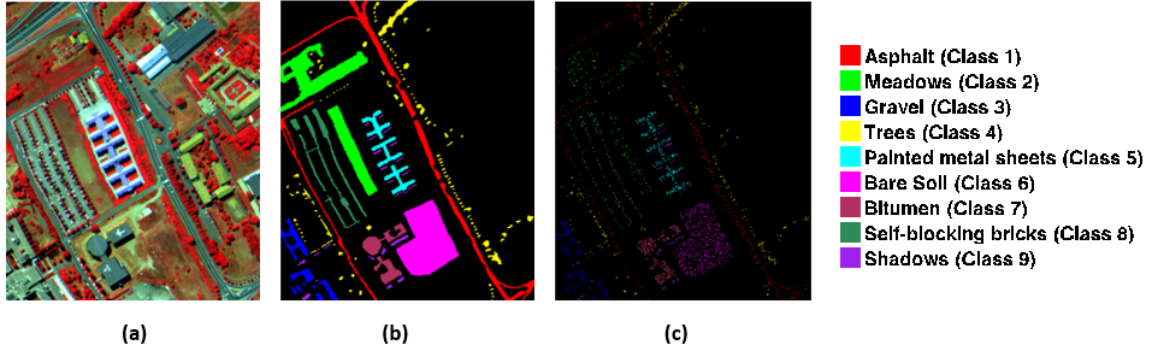 Asphalt (Class 1)
Meadows (Class 2)
Gravel (Class 3)
Trees (Class 4)
Painted metal sheets (Class 5)
Bare Soil (Class 6)
Bitumen (Class 7)
Self-blocking bricks (Class 8)
Shadows (Class 9)
(a)
(b)
(c)